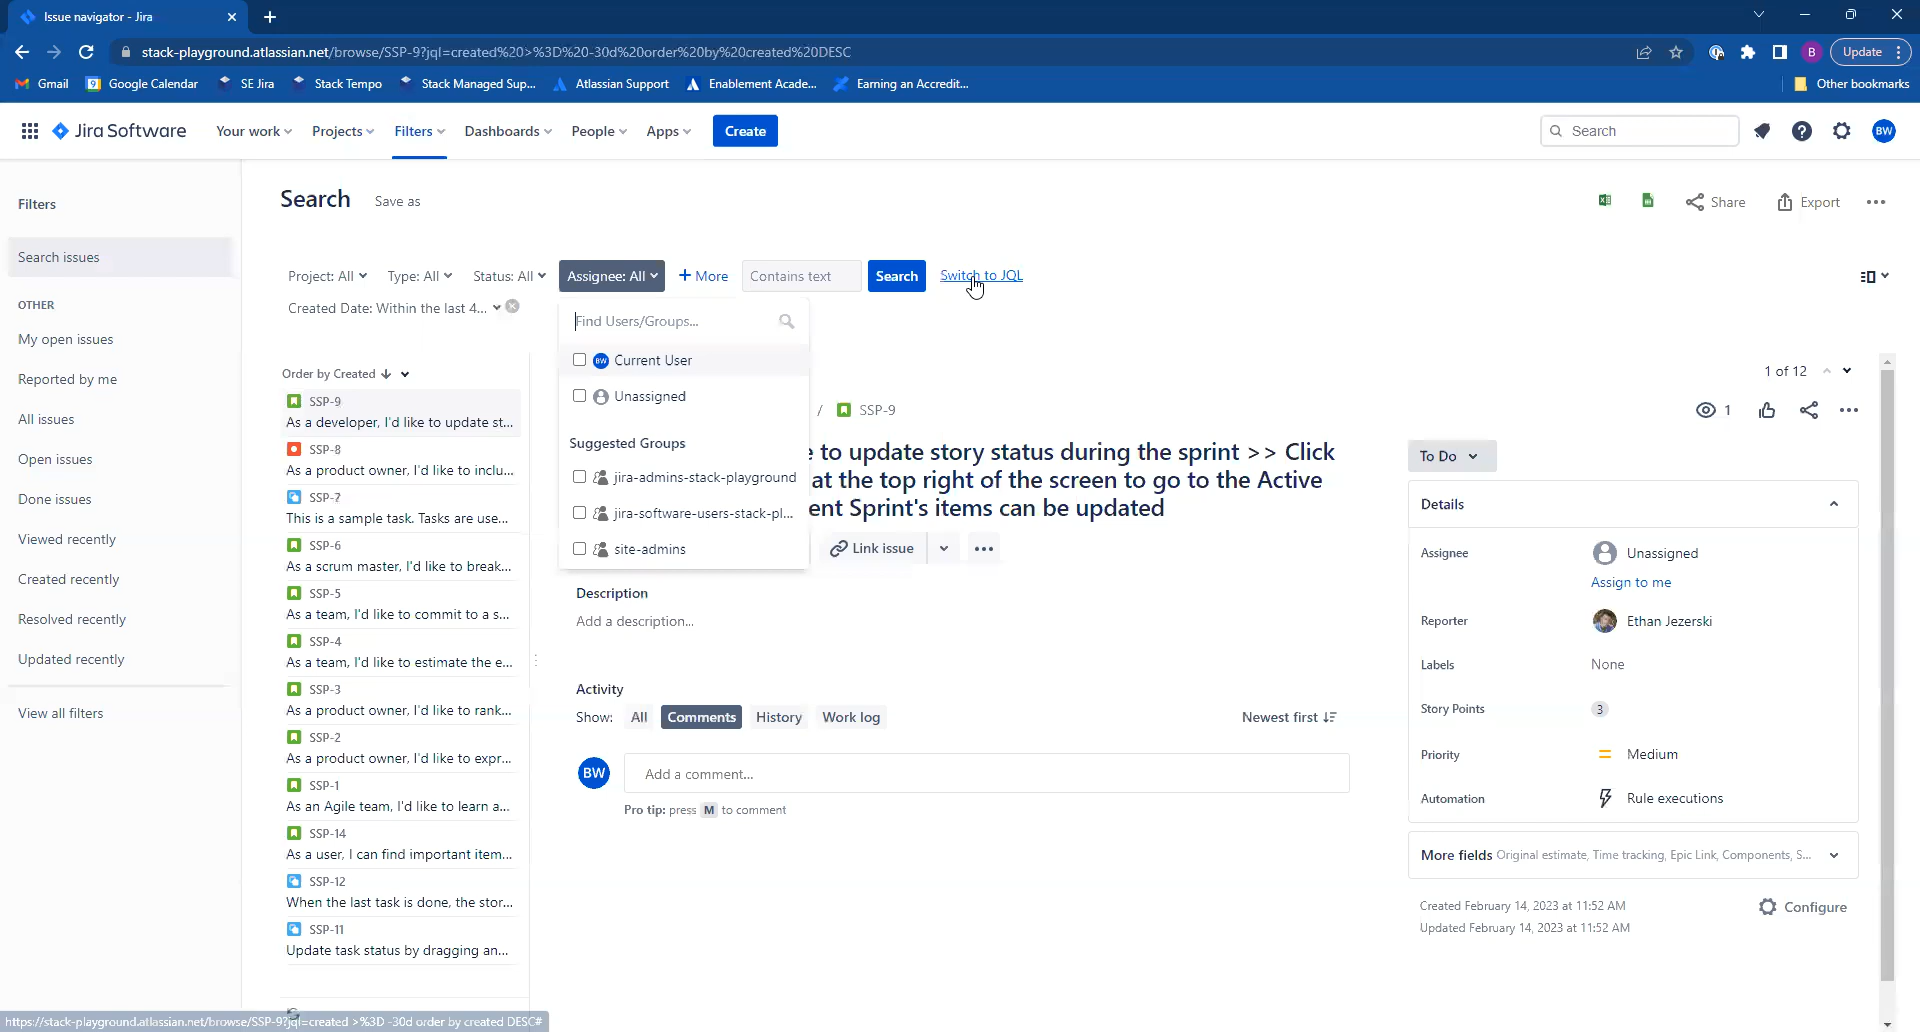 Issue navigator - Jira
stack-playground.atlassian.net/browse/SSP-9?jql=created%20>%3D%20-30d%20order%20by%20created%20DESC
B
Update
Gmail
Google Calendar
SE Jira
Stack Tempo
Stack Managed Sup...
Atlassian Support
Enablement Acade...
Earning an Accredit...
Other bookmarks
Jira Software
Your work
Projects
Filters
Dashboards
People
Apps
Create
Search
BW
Filters
Search issues
OTHER
My open issues
Reported by me
All issues
Open issues
Done issues
Viewed recently
Created recently
Resolved recently
Updated recently
View all filters
Search
Save as
Share
Export
Project: All
Type: All
Status: All
Assignee: All
+ More
Contains text
Search
Switch to JQL
Created Date: Within the last 4...
Find Users/Groups...
BW Current User
Unassigned
Suggested Groups
jira-admins-stack-playground
jira-software-users-stack-pl...
site-admins
Order by Created
SSP-9
As a developer, I'd like to update st...
SSP-8
As a product owner, I'd like to inclu...
SSP-7
This is a sample task. Tasks are use...
SSP-6
As a scrum master, I'd like to break...
SSP-5
As a team, I'd like to commit to a s...
SSP-4
As a team, I'd like to estimate the e...
SSP-3
As a product owner, I'd like to rank...
SSP-2
As a product owner, I'd like to expr...
SSP-1
As an Agile team, I'd like to learn a...
SSP-14
As a user, I can find important item...
SSP-12
When the last task is done, the stor...
SSP-11
Update task status by dragging an...
1 of 12
/ SSP-9
1
e to update story status during the sprint >> Click
at the top right of the screen to go to the Active
ent Sprint's items can be updated
Link issue
Description
Add a description...
Activity
Show:
All
Comments
History
Work log
Newest first
BW
Add a comment...
Pro tip: press M to comment
To Do
Details
Assignee
Unassigned
Assign to me
Reporter
Ethan Jezerski
Labels
None
Story Points
3
Priority
Medium
Automation
Rule executions
More fields Original estimate, Time tracking, Epic Link, Components, S...
Created February 14, 2023 at 11:52 AM
Updated February 14, 2023 at 11:52 AM
Configure
https://stack-playground.atlassian.net/browse/SSP-9?jql=created >%3D -30d order by created DESC#